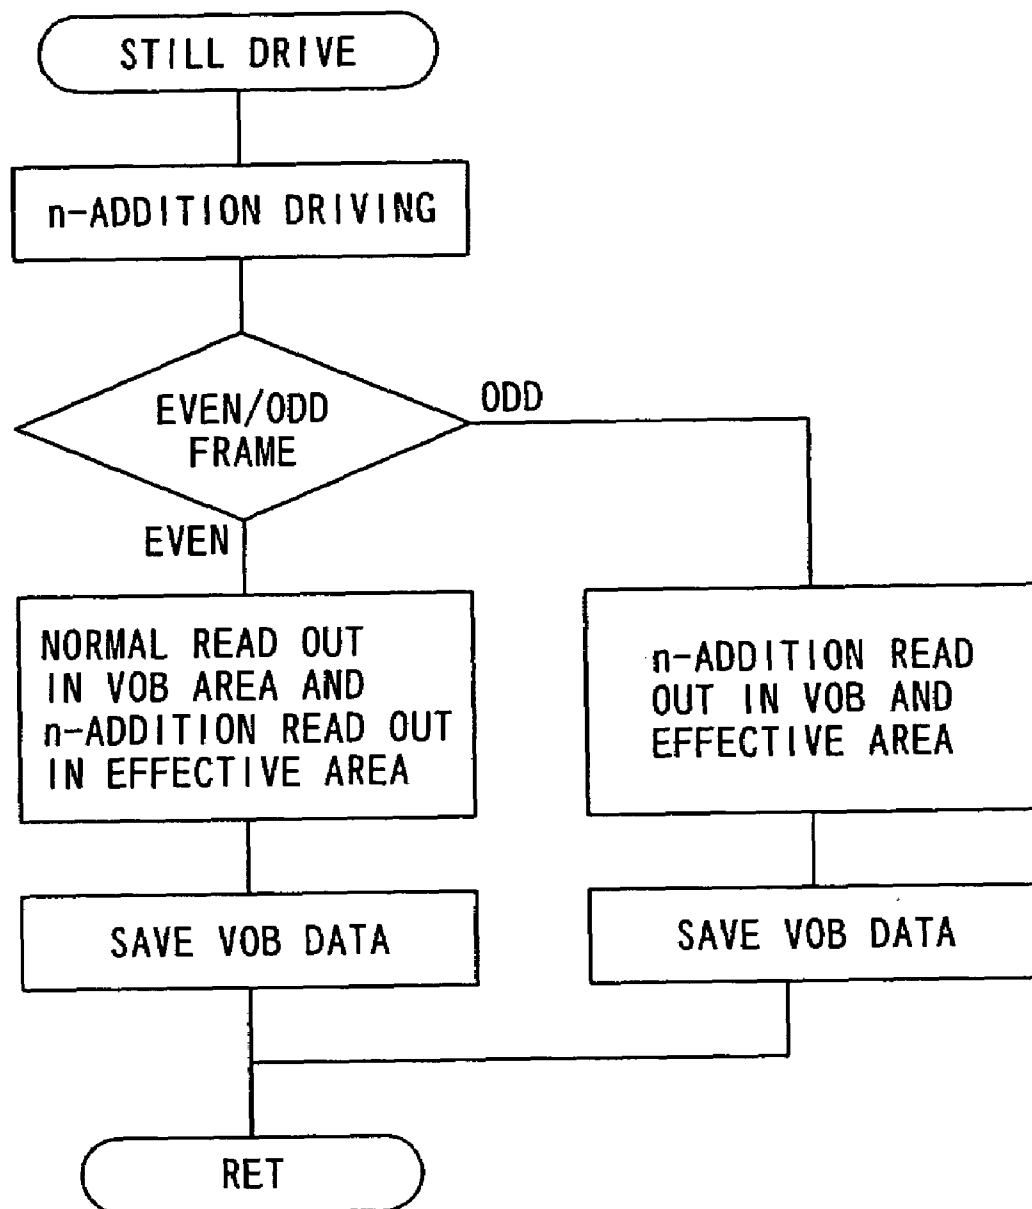 STILL DRIVE
n-ADDITION DRIVING
EVEN/ODD
FRAME
ODD
EVEN
NORMAL READ OUT
IN VOB AREA AND
n-ADDITION READ OUT
IN EFFECTIVE AREA
n-ADDITION READ
OUT IN VOB AND
EFFECTIVE AREA
SAVE VOB DATA
SAVE VOB DATA
RET